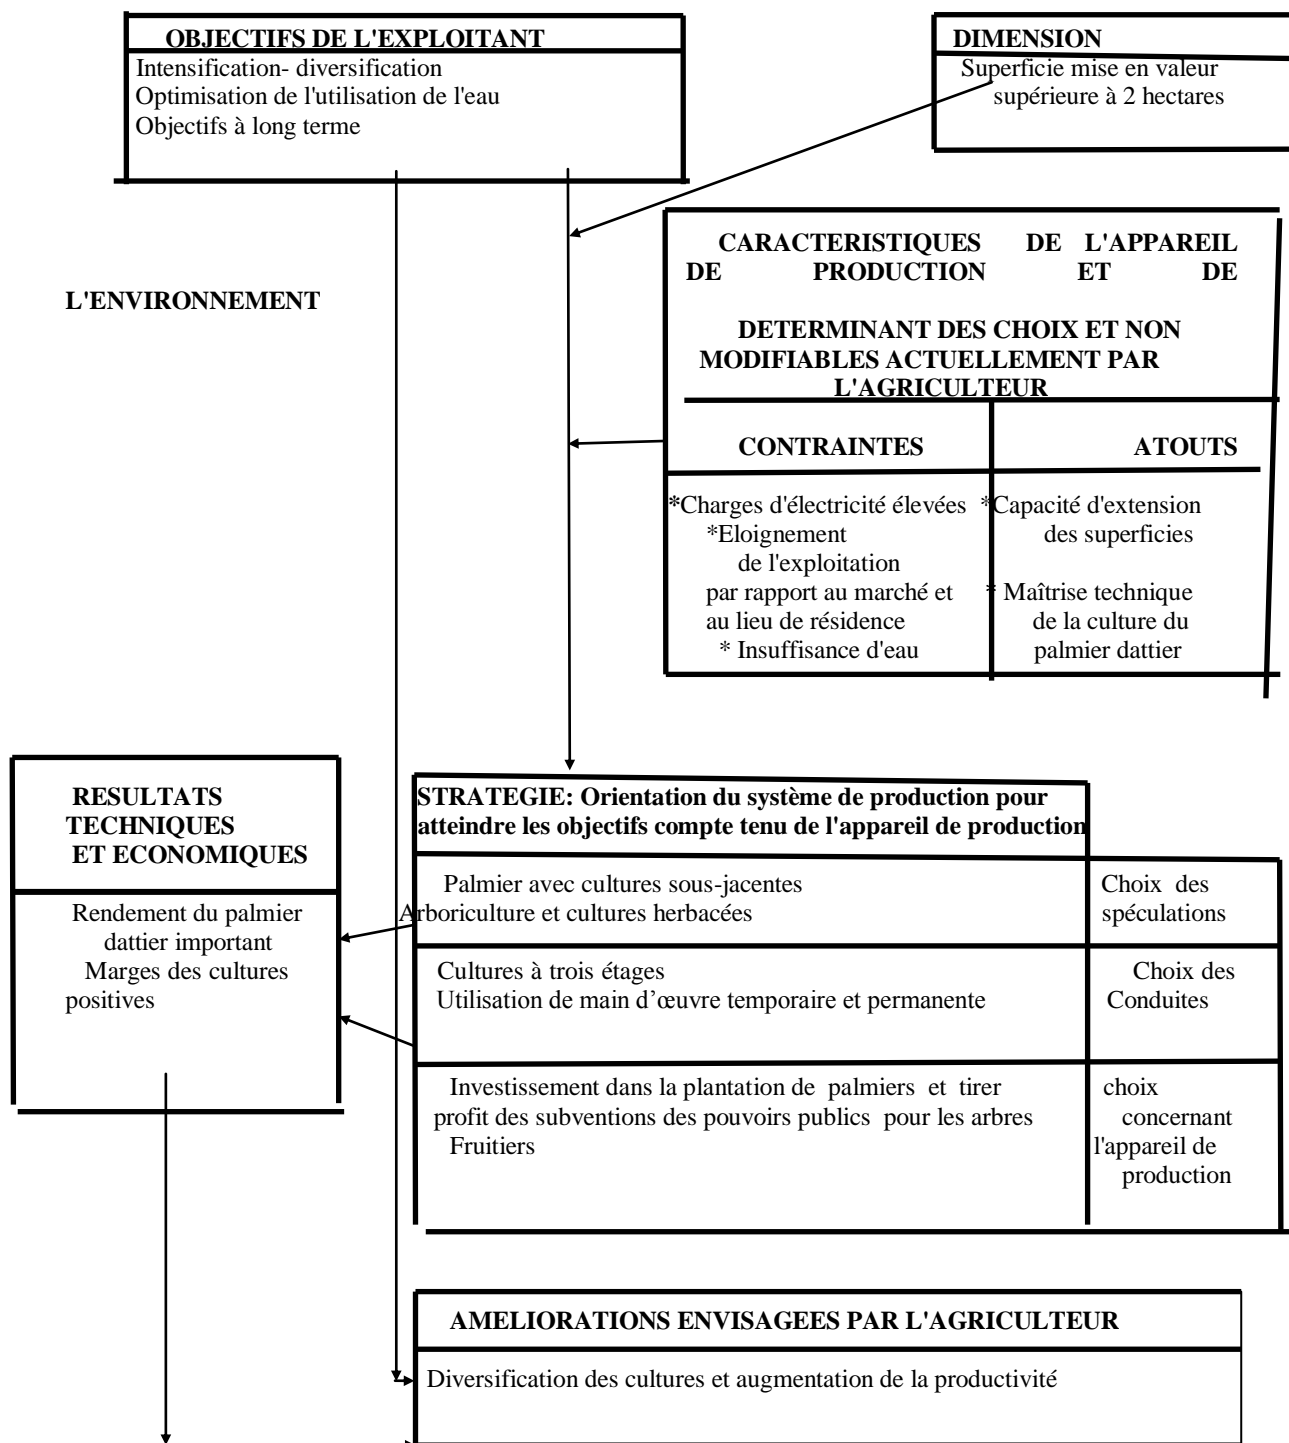 OBJECTIFS DE L'EXPLOITANT
Intensification- diversification
Optimisation de l'utilisation de l'eau
Objectifs à long terme
DIMENSION
Superficie mise en valeur
supérieure à 2 hectares
CARACTERISTIQUES DE L'APPAREIL
DE PRODUCTION ET DE
L'ENVIRONNEMENT
DETERMINANT DES CHOIX ET NON
MODIFIABLES ACTUELLEMENT PAR
L'AGRICULTEUR
CONTRAINTES
*Charges d'électricité élevées
*Eloignement
de l'exploitation
par rapport au marché et
au lieu de résidence
* Insuffisance d'eau
ATOUTS
*Capacité d'extension
des superficies
* Maîtrise technique
de la culture du
palmier dattier
RESULTATS
TECHNIQUES
ET ECONOMIQUES
Rendement du palmier
dattier important
Marges des cultures
positives
STRATEGIE: Orientation du système de production pour
atteindre les objectifs compte tenu de l'appareil de production
Palmier avec cultures sous-jacentes
Arboriculture et cultures herbacées
Choix des
spéculations
Cultures à trois étages
Utilisation de main d’œuvre temporaire et permanente
Choix des
Conduites
Investissement dans la plantation de palmiers et tirer
profit des subventions des pouvoirs publics pour les arbres
Fruitiers
choix
concernant
l'appareil de
production
AMELIORATIONS ENVISAGEES PAR L'AGRICULTEUR
Diversification des cultures et augmentation de la productivité